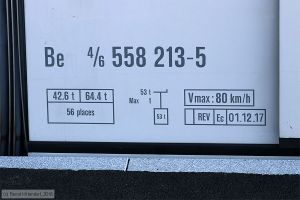 Be 4/6 558 213-5
42.6 t 64.4 t
56 places
53 t
Max 1
53 t
Vmax: 80 km/h
REV Ec 01.12.17